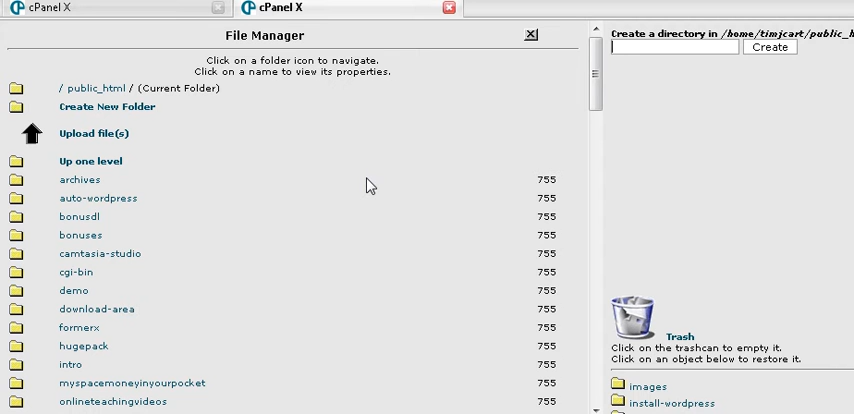 cPanel X
cPanel X
File Manager
Click on a folder icon to navigate.
Click on a name to view its properties.
/ public_html / (Current Folder)
Create New Folder
Upload file(s)
Up one level
archives 755
auto-wordpress 755
bonusdl 755
bonuses 755
camtasia-studio 755
cgi-bin 755
demo 755
download-area 755
formerx 755
hugepack 755
intro 755
myspacemoneyinyourpocket 755
onlineteachingvideos 755
Create a directory in /home/timjcart/public_h
Create
Trash
Click on the trashcan to empty it.
Click on an object below to restore it.
images
install-wordpress